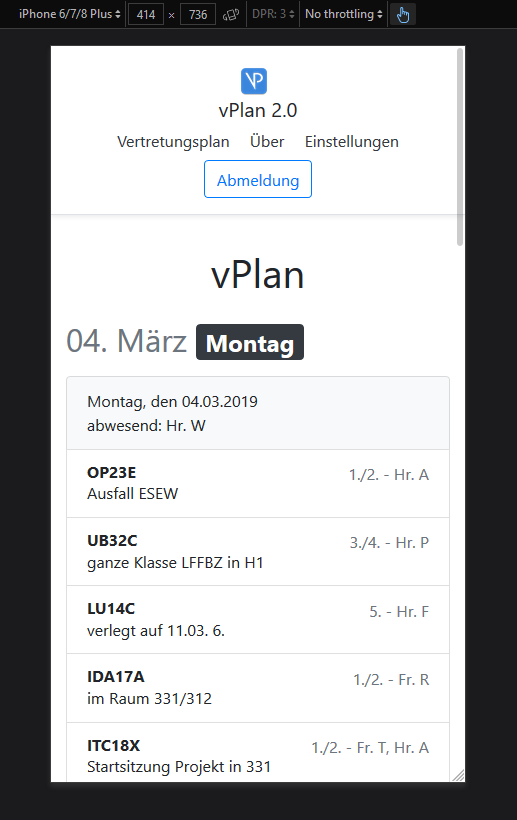 iPhone 6/7/8 Plus 414 × 736 DPR: 3 No throttling
VP
vPlan 2.0
Vertretungsplan Über Einstellungen
Abmeldung
vPlan
04. März Montag
Montag, den 04.03.2019
abwesend: Hr. W
OP23E 1./2. - Hr. A
Ausfall ESEW
UB32C 3./4. - Hr. P
ganze Klasse LFFBZ in H1
LU14C 5. - Hr. F
verlegt auf 11.03. 6.
IDA17A 1./2. - Fr. R
im Raum 331/312
ITC18X 1./2. - Fr. T, Hr. A
Startsitzung Projekt in 331